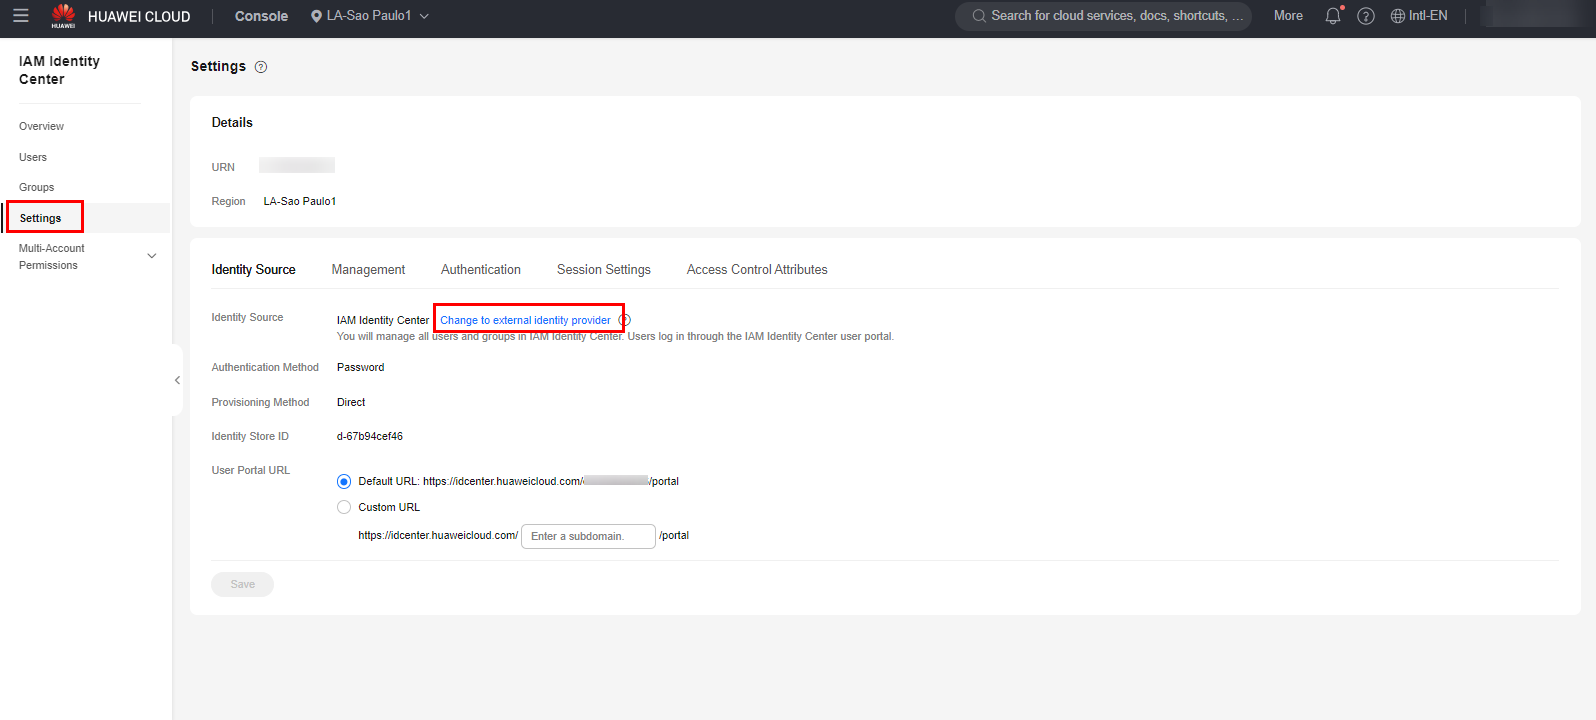 HUAWEI
HUAWEI CLOUD
Console
LA-Sao Paulo1
Search for cloud services, docs, shortcuts, ...
More
Intl-EN
IAM Identity
Center
Overview
Users
Groups
Settings
Multi-Account
Permissions
Settings
Details
URN
Region LA-Sao Paulo1
Identity Source Management Authentication Session Settings Access Control Attributes
Identity Source IAM Identity Center Change to external identity provider
You will manage all users and groups in IAM Identity Center. Users log in through the IAM Identity Center user portal.
Authentication Method Password
Provisioning Method Direct
Identity Store ID d-67b94cef46
User Portal URL
Default URL: https://idcenter.huaweicloud.com/ /portal
Custom URL
https://idcenter.huaweicloud.com/ Enter a subdomain. /portal
Save